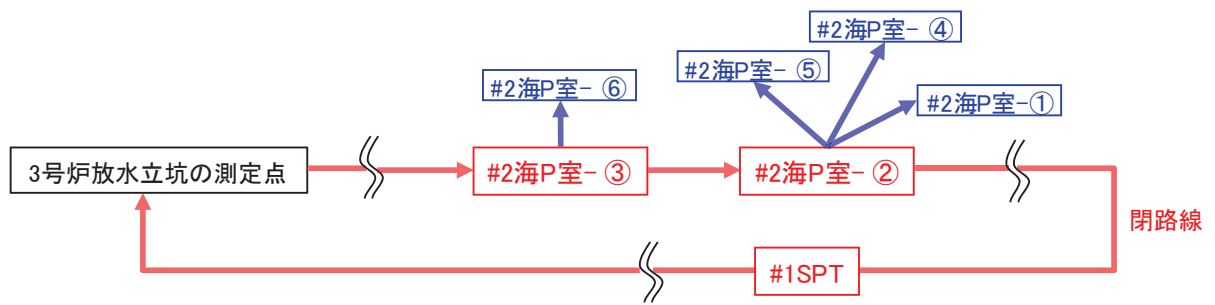 #2海P室- ④
#2海P室- ⑤
#2海P室- ⑥
#2海P室-①
3号炉放水立坑の測定点
#2海P室- ③
#2海P室- ②
閉路線
#1SPT